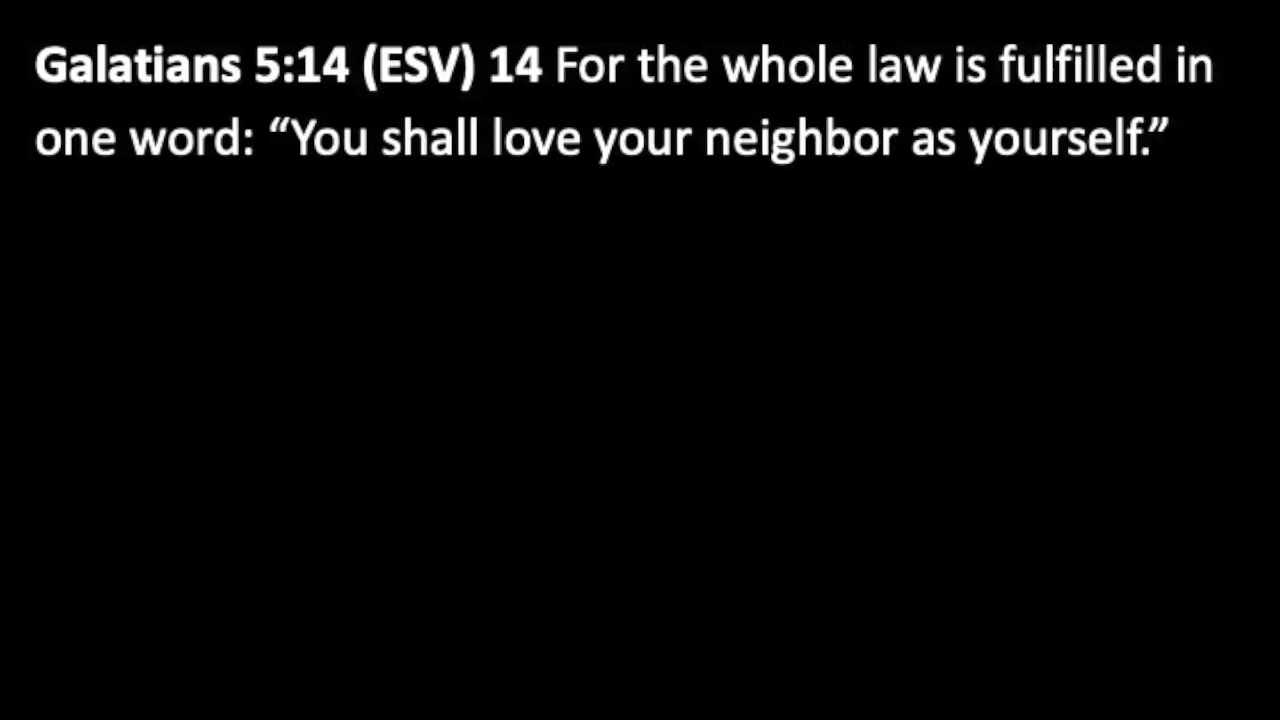 Galatians 5:14 (ESV) 14 For the whole law is fulfilled in
one word: “You shall love your neighbor as yourself.”